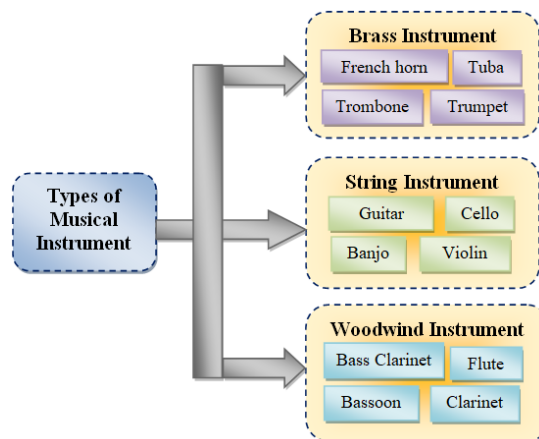 Types of
Musical
Instrument
Brass Instrument
French horn
Tuba
Trombone
Trumpet
String Instrument
Guitar
Cello
Banjo
Violin
Woodwind Instrument
Bass Clarinet
Flute
Bassoon
Clarinet